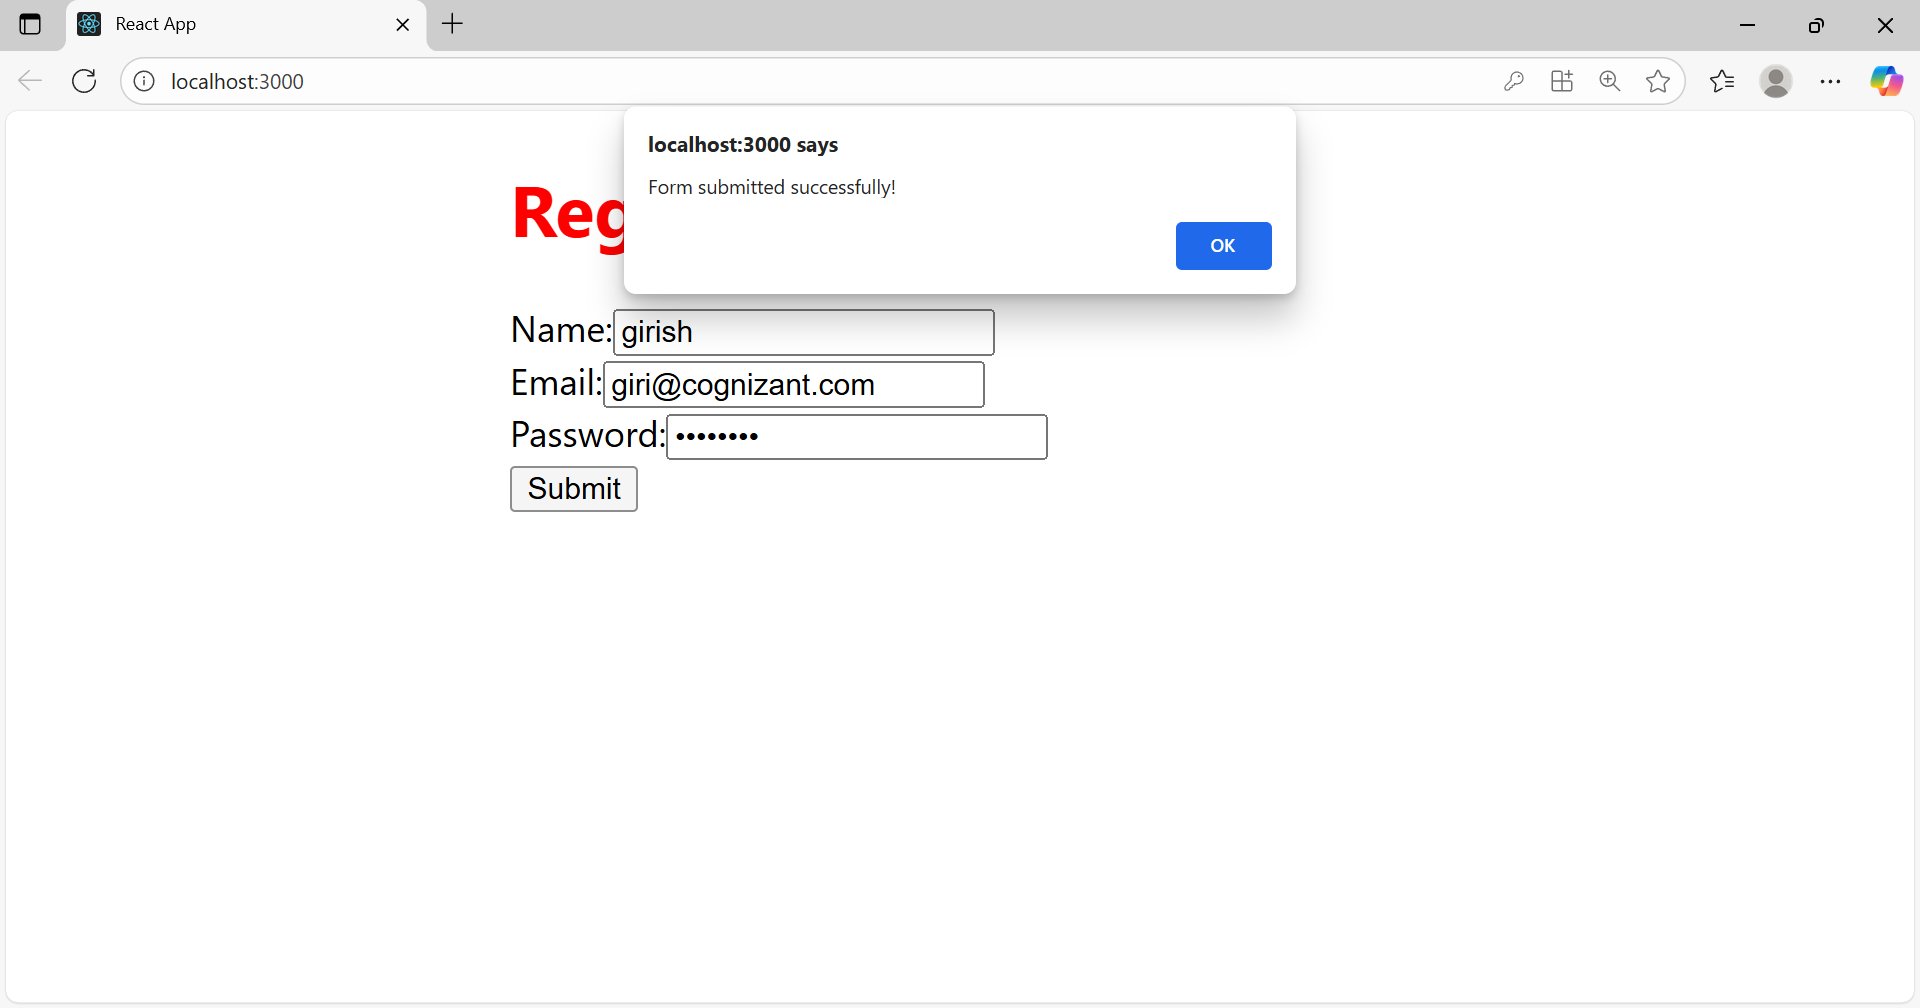 React App
localhost:3000
localhost:3000 says
Form submitted successfully!
OK
Reg
Name: girish
Email: giri@cognizant.com
Password: ••••••••
Submit